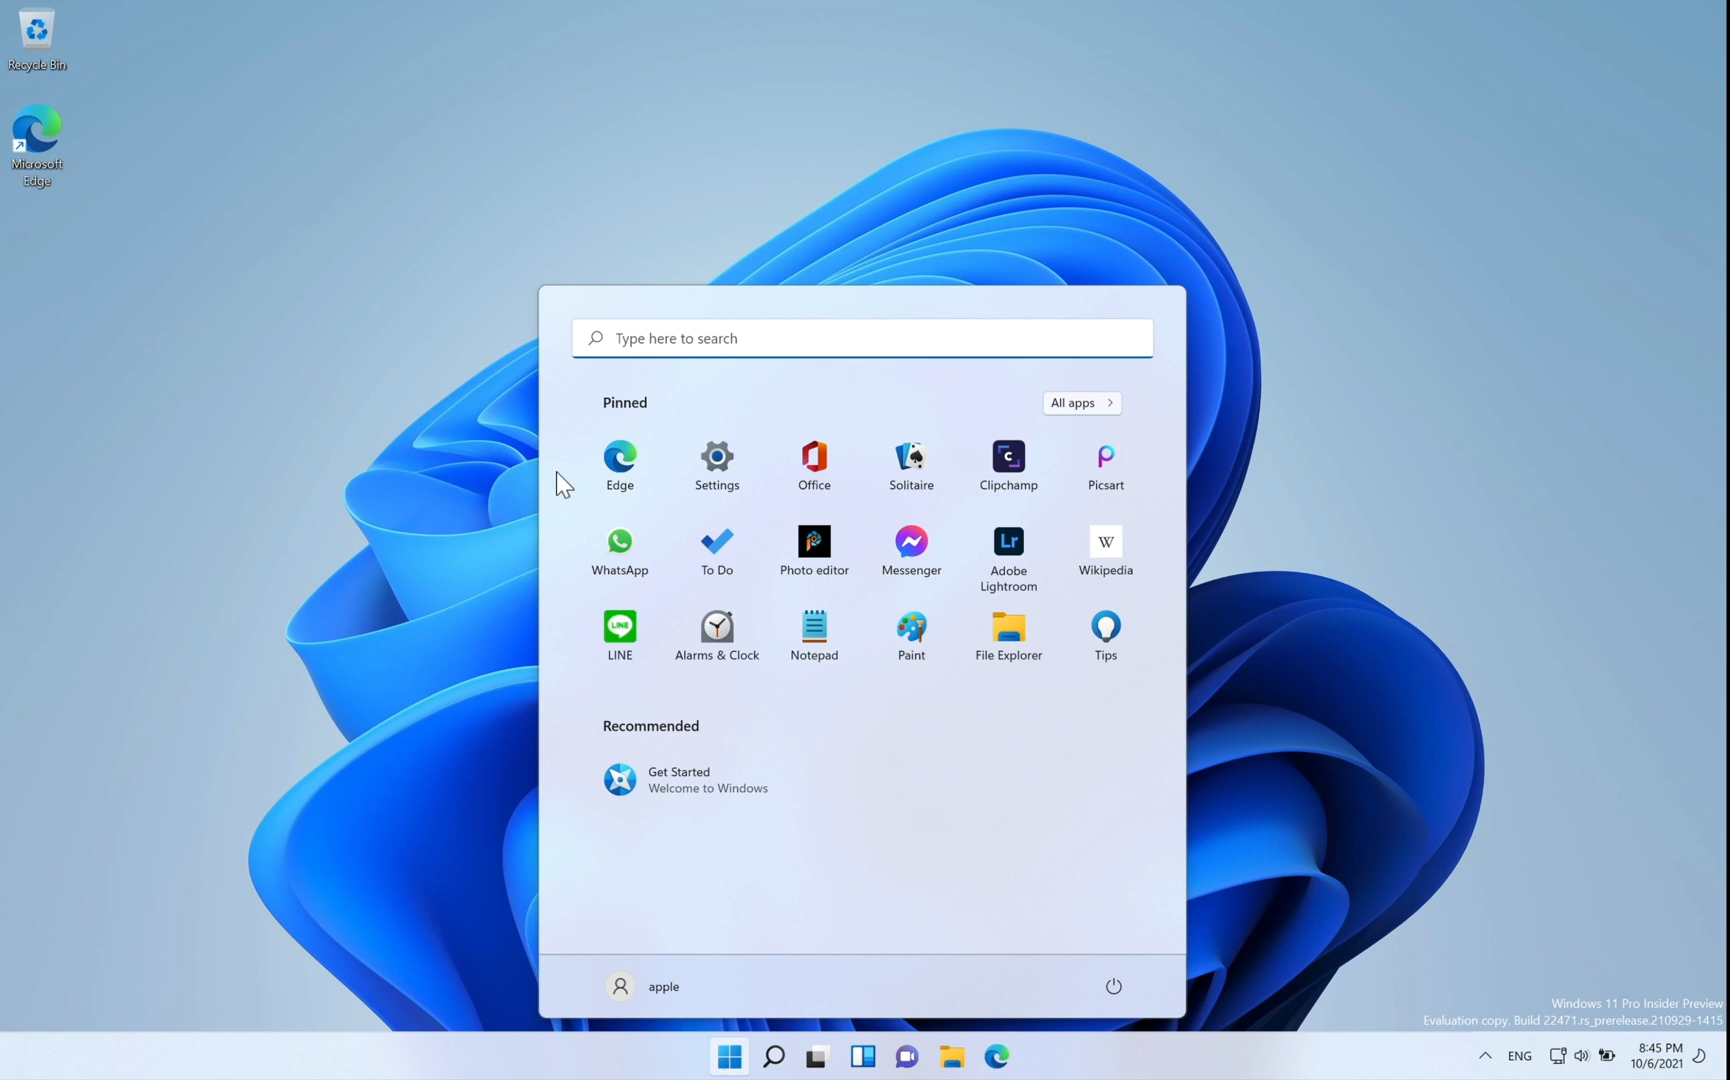 Recycle Bin
Microsoft
Edge
Type here to search
Pinned
All apps
Edge
Settings
Office
Solitaire
Clipchamp
Picsart
WhatsApp
To Do
Photo editor
Messenger
Lr
Adobe
Lightroom
W
Wikipedia
LINE
LINE
Alarms & Clock
Notepad
Paint
File Explorer
Tips
Recommended
Get Started
Welcome to Windows
apple
Windows 11 Pro Insider Preview
Evaluation copy. Build 22471.rs_prerelease.210929-1415
ENG
8:45 PM
10/6/2021